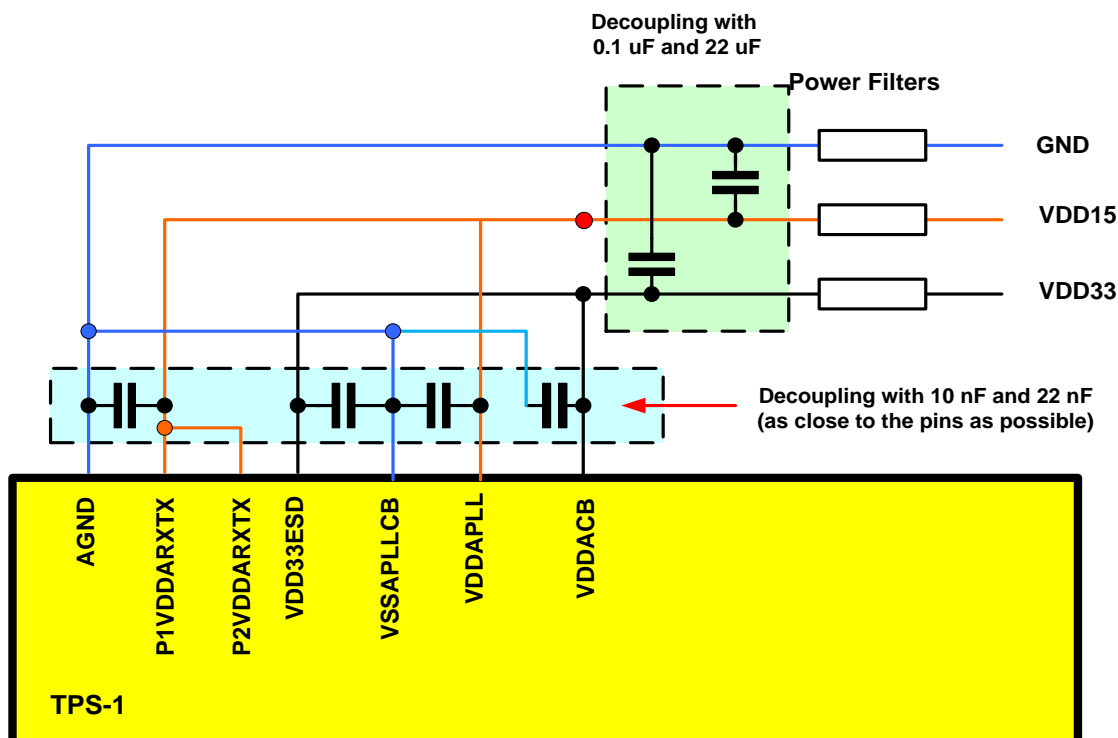 Decoupling with
0.1 uF and 22 uF
Power Filters
GND
VDD15
VDD33
Decoupling with 10 nF and 22 nF
(as close to the pins as possible)
AGND
P1VDDARXTX
P2VDDARXTX
VDD33ESD
VSSAPLLCB
VDDAPLL
VDDACB
TPS-1